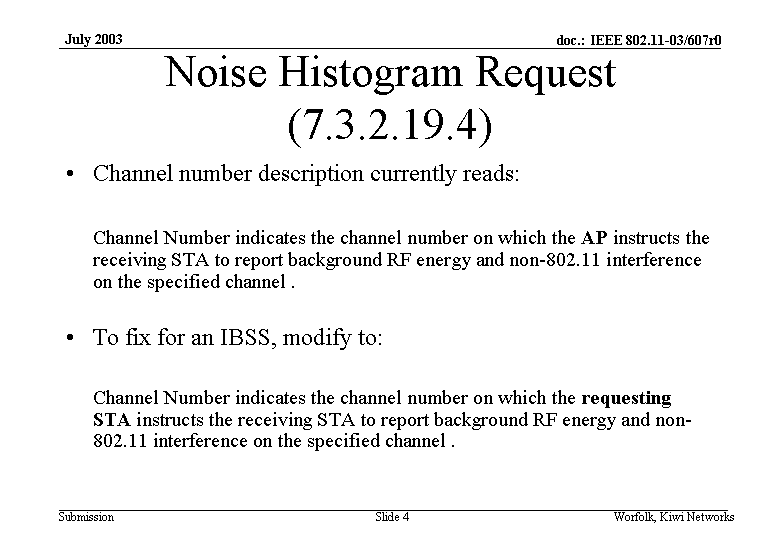 July 2003
doc.: IEEE 802.11-03/607r0
Noise Histogram Request
(7.3.2.19.4)
• Channel number description currently reads:
Channel Number indicates the channel number on which the AP instructs the
receiving STA to report background RF energy and non-802.11 interference
on the specified channel .
• To fix for an IBSS, modify to:
Channel Number indicates the channel number on which the requesting
STA instructs the receiving STA to report background RF energy and non-
802.11 interference on the specified channel .
Submission
Slide 4
Worfolk, Kiwi Networks